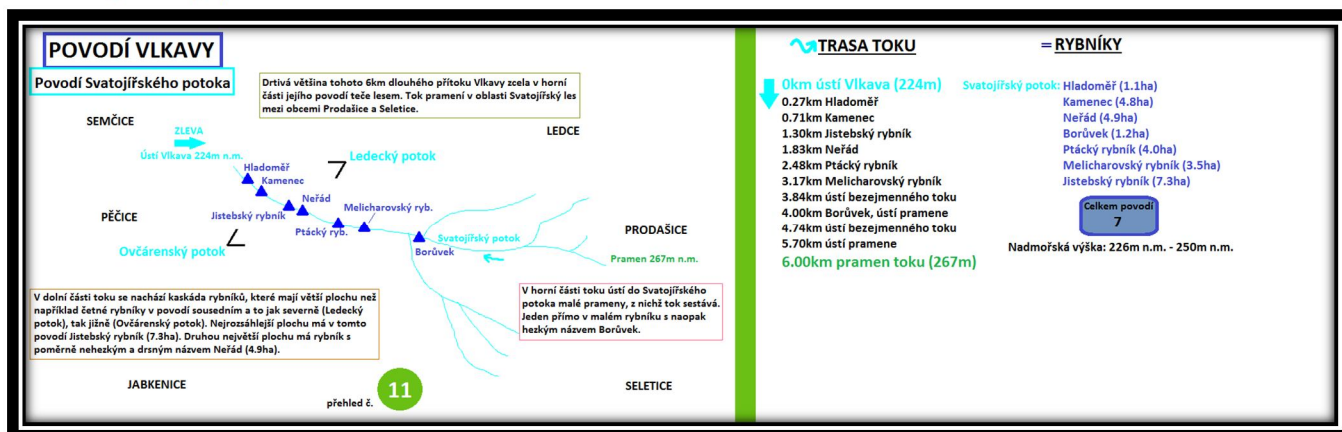 POVODÍ VLKAVY
Povodí Svatojířského potoka
Drtivá většina tohoto 6km dlouhého přítoku Vlkavy zcela v horní
části jejího povodí teče lesem. Tok pramení v oblasti Svatojířský les
mezi obcemi Prodašice a Seletice.
SEMČICE
LEDCE
ZLEVA
Ústí Vlkava 224m n.m.
Ledecký potok
Hladoměř
Kamenec
Neřád
Melicharovský ryb.
PĚČICE
Jistebský rybník
Ptácký ryb.
Svatojířský potok
PRODAŠICE
Ovčárenský potok
Borůvek
Pramen 267m n.m.
V dolní části toku se nachází kaskáda rybníků, které mají větší plochu než
například četné rybníky v povodí sousedním a to jak severně (Ledecký
potok), tak jižně (Ovčárenský potok). Nejrozsáhlejší plochu má v tomto
povodí Jistebský rybník (7.3ha). Druhou největší plochu má rybník s
poměrně nehezkým a drsným názvem Neřád (4.9ha).
V horní části toku ústí do Svatojířského
potoka malé prameny, z nichž tok sestává.
Jeden přímo v malém rybníku s naopak
hezkým názvem Borůvek.
JABKENICE
SELETICE
přehled č.
11
TRASA TOKU
0km ústí Vlkava (224m)
0.27km Hladoměř
0.71km Kamenec
1.30km Jistebský rybník
1.83km Neřád
2.48km Ptácký rybník
3.17km Melicharovský rybník
3.84km ústí bezejmenného toku
4.00km Borůvek, ústí pramene
4.74km ústí bezejmenného toku
5.70km ústí pramene
6.00km pramen toku (267m)
= RYBNÍKY
Svatojířský potok: Hladoměř (1.1ha)
Kamenec (4.8ha)
Neřád (4.9ha)
Borůvek (1.2ha)
Ptácký rybník (4.0ha)
Melicharovský rybník (3.5ha)
Jistebský rybník (7.3ha)
Celkem povodí
7
Nadmořská výška: 226m n.m. - 250m n.m.